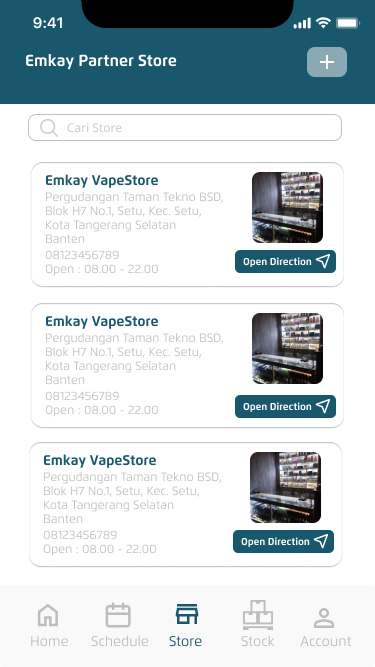 9:41
Emkay Partner Store
Cari Store
Emkay VapeStore
Pergudangan Taman Tekno BSD,
Blok H7 No.1, Setu, Kec. Setu,
Kota Tangerang Selatan
Banten
08123456789
Open : 08.00 - 22.00
Open Direction
Emkay VapeStore
Pergudangan Taman Tekno BSD,
Blok H7 No.1, Setu, Kec. Setu,
Kota Tangerang Selatan
Banten
08123456789
Open : 08.00 - 22.00
Open Direction
Emkay VapeStore
Pergudangan Taman Tekno BSD,
Blok H7 No.1, Setu, Kec. Setu,
Kota Tangerang Selatan
Banten
08123456789
Open : 08.00 - 22.00
Open Direction
Home Schedule Store Stock Account